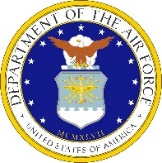 DEPARTMENT OF THE AIR FORCE
MCMXLVII
UNITED STATES OF AMERICA